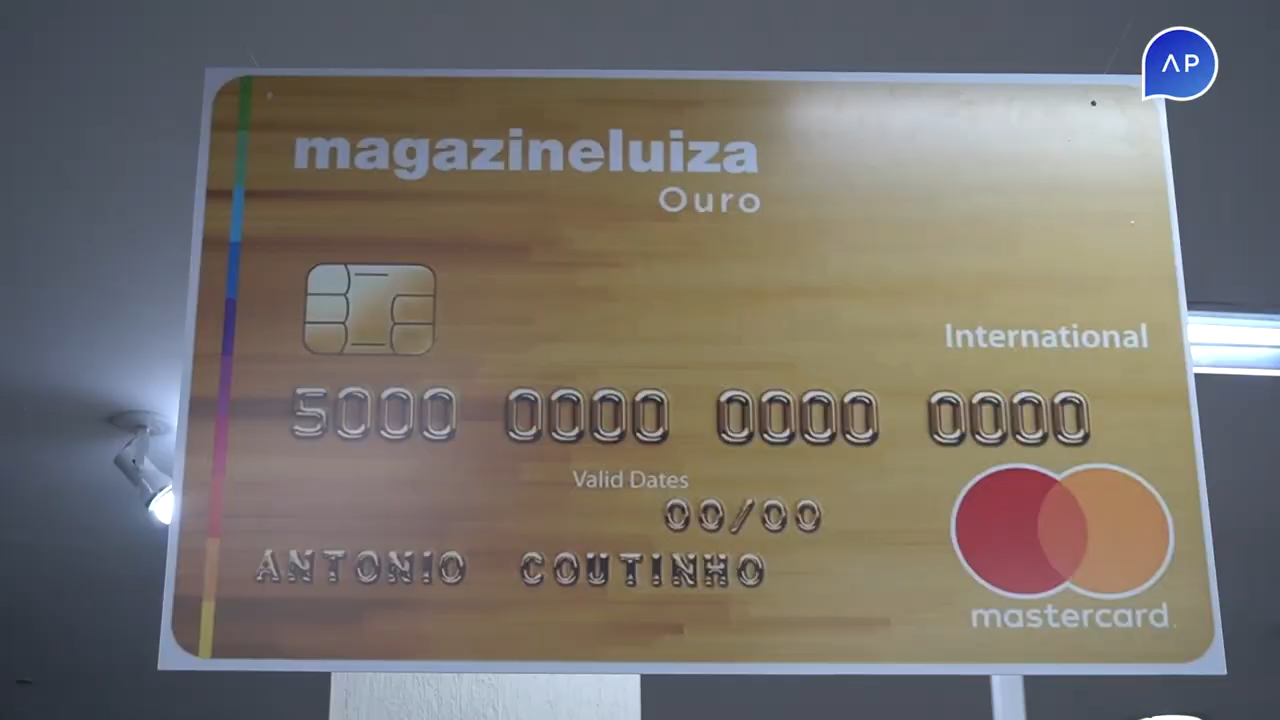 AP
magazineluiza
Ouro
International
5000 0000 0000 0000
Valid Dates
00/00
ANTONIO COUTINHO
mastercard.